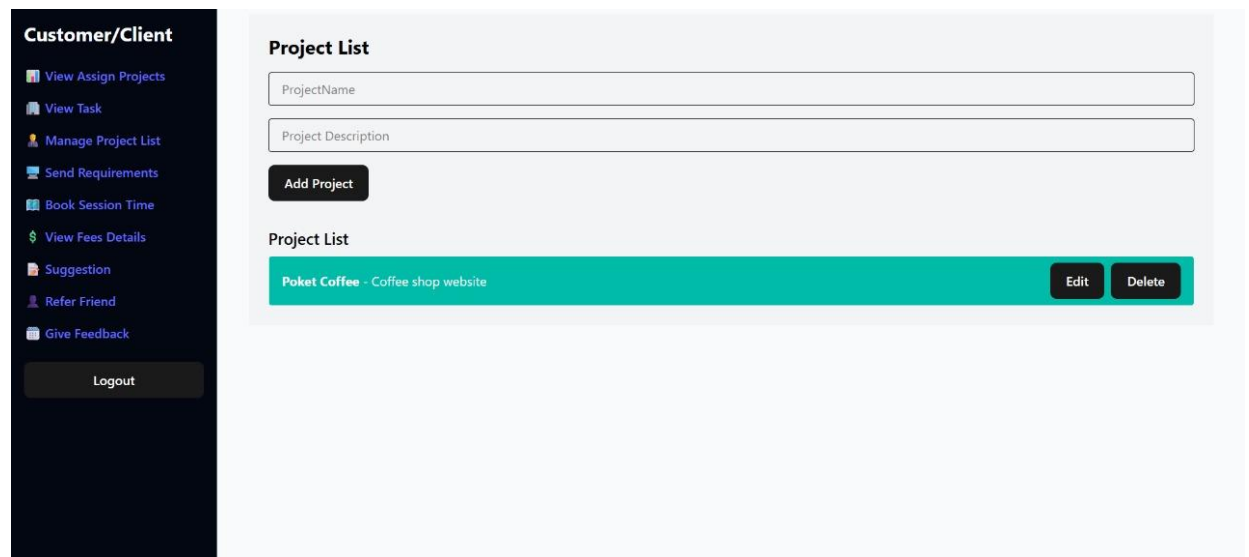 Customer/Client
View Assign Projects
View Task
Manage Project List
Send Requirements
Book Session Time
View Fees Details
Suggestion
Refer Friend
Give Feedback
Logout
Project List
ProjectName
Project Description
Add Project
Project List
Poket Coffee - Coffee shop website
Edit
Delete